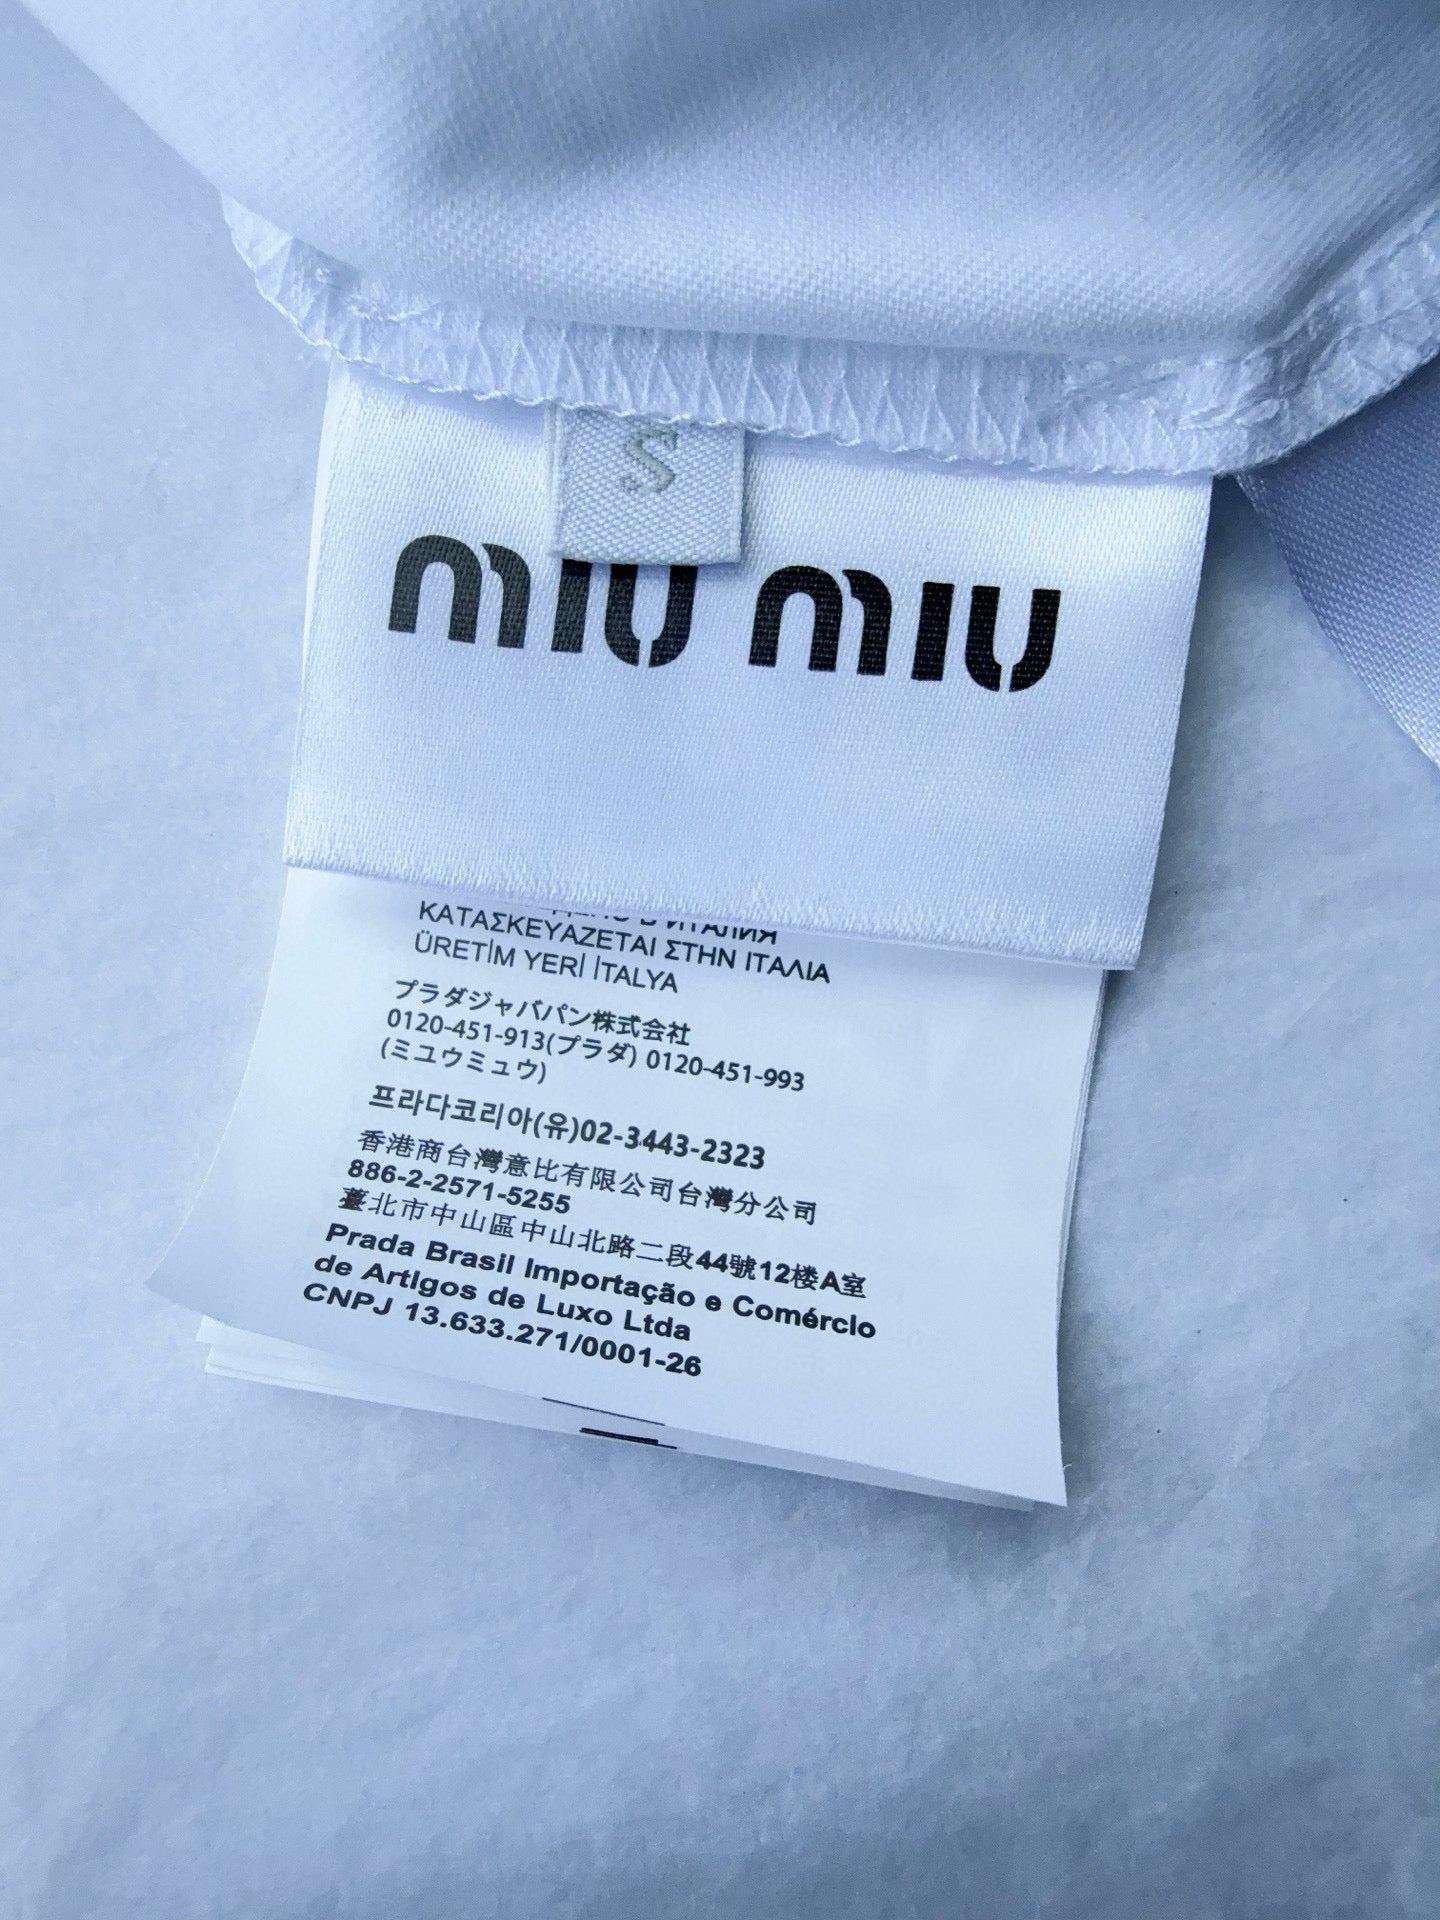 S
miu miu
ИТАЛИЯ
ΚΑΤΑΣΚΕΥΑΖΕΤΑΙ ΣΤΗΝ ΙΤΑΛΙΑ
ÜRETİM YERİ İTALYA
プラダジャババン株式会社
0120-451-913(プラダ) 0120-451-993
(ミユウミュウ)
프라다코리아(유)02-3443-2323
香港商台灣意比有限公司台灣分公司
886-2-2571-5255
臺北市中山區中山北路二段44號12楼A室
Prada Brasil Importação e Comércio
de Artigos de Luxo Ltda
CNPJ 13.633.271/0001-26